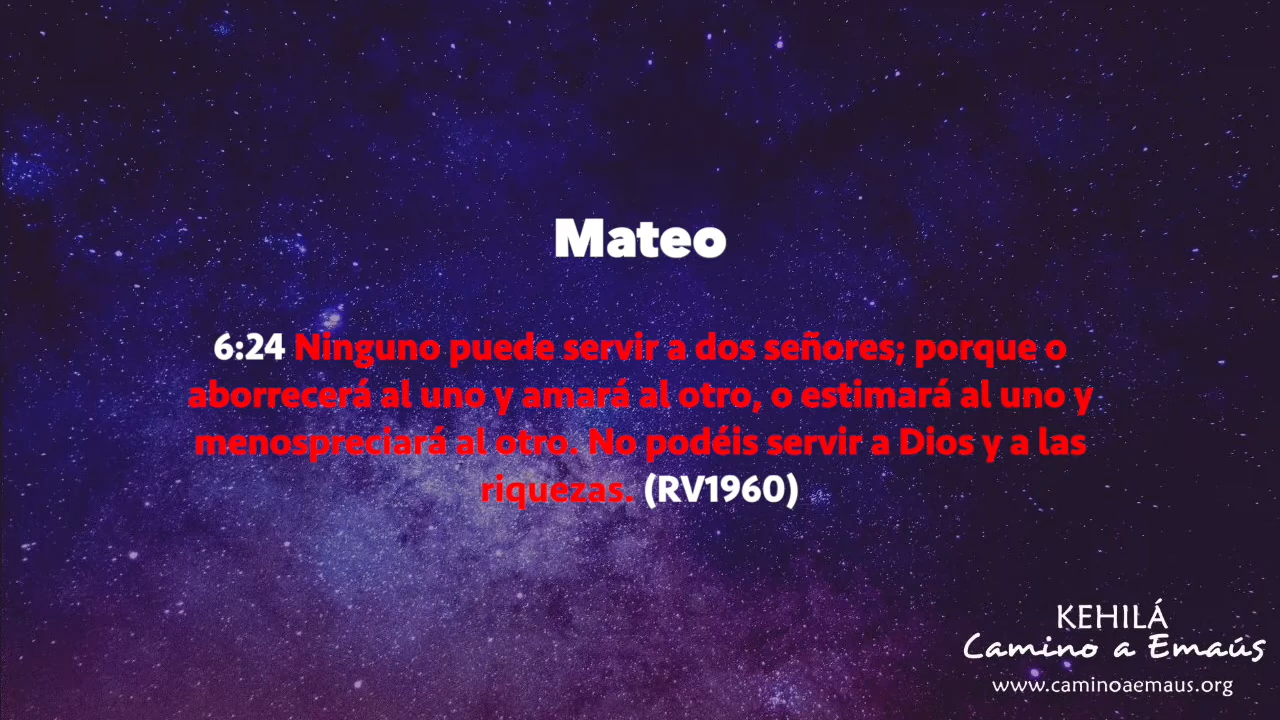 Mateo
6:24 Ninguno puede servir a dos señores; porque o
aborrecerá al uno y amará al otro, o estimará al uno y
menospreciará al otro. No podéis servir a Dios y a las
riquezas. (RV1960)
KEHILÁ
Camino a Emaús
www.caminoaemaus.org